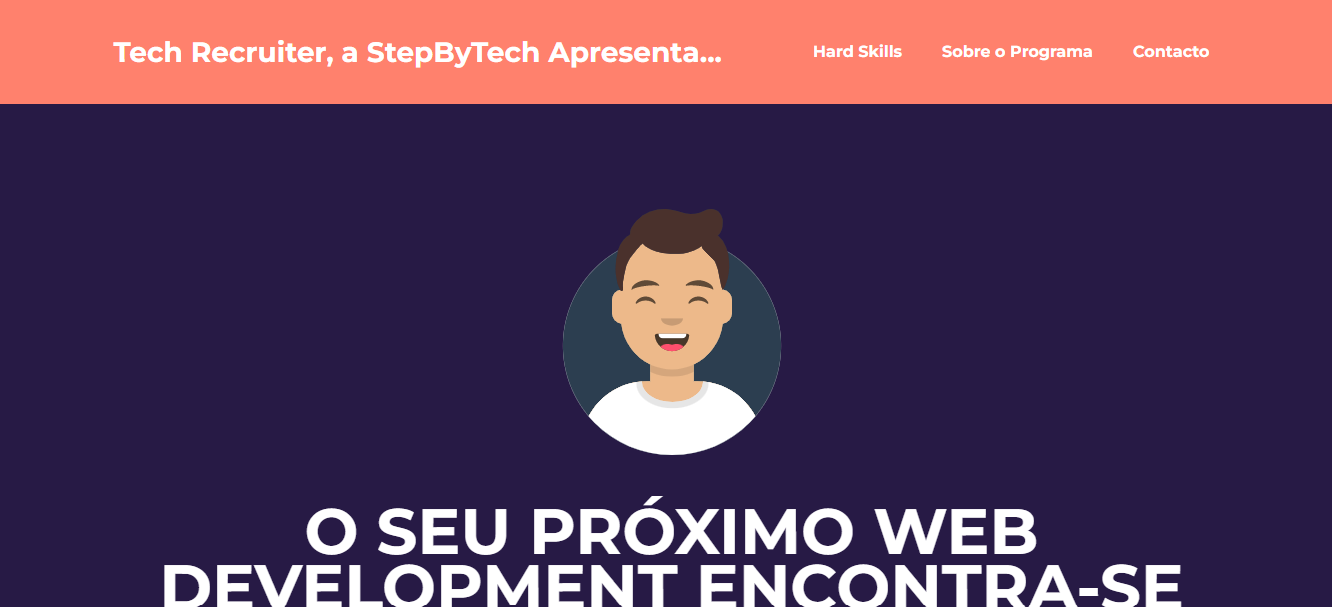 Tech Recruiter, a StepByTech Apresenta...
Hard Skills
Sobre o Programa
Contacto
O SEU PRÓXIMO WEB
DEVELOPMENT ENCONTRA-SE